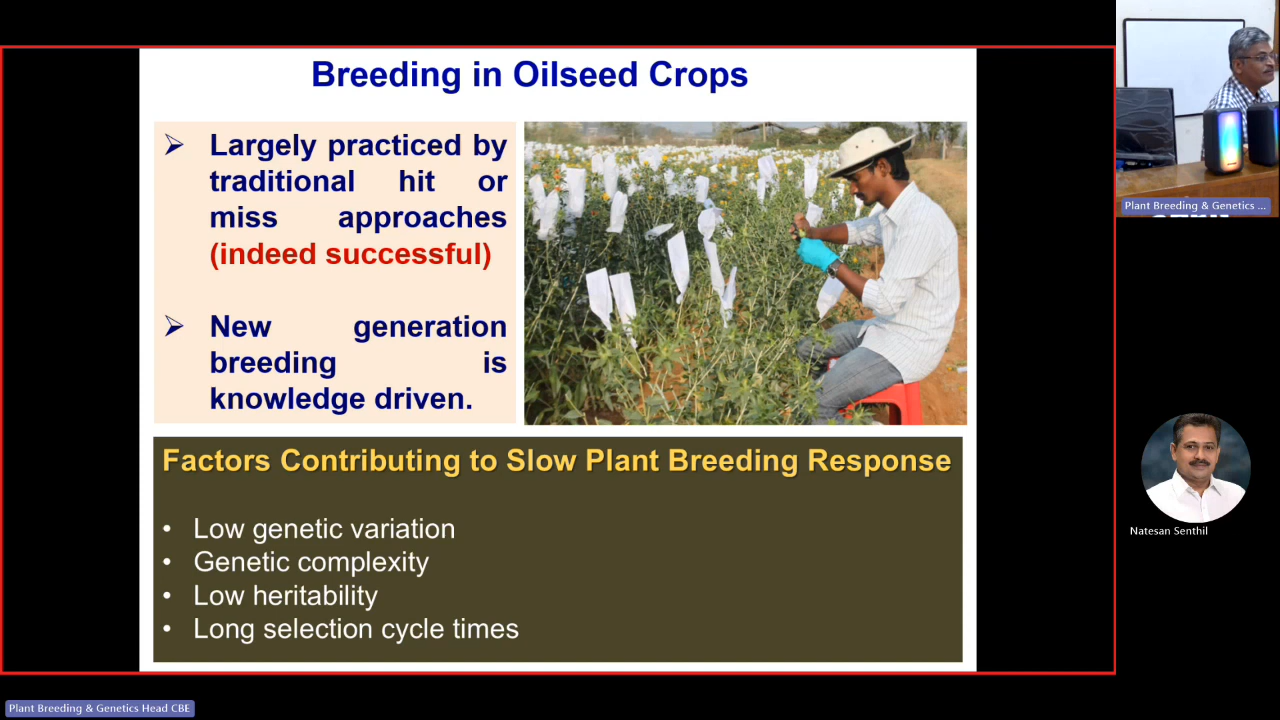 Breeding in Oilseed Crops
➢ Largely practiced by
traditional hit or
miss approaches
(indeed successful)
➢ New generation
breeding is
knowledge driven.
Factors Contributing to Slow Plant Breeding Response
• Low genetic variation
• Genetic complexity
• Low heritability
• Long selection cycle times
Plant Breeding & Genetics ...
Natesan Senthil
Plant Breeding & Genetics Head CBE